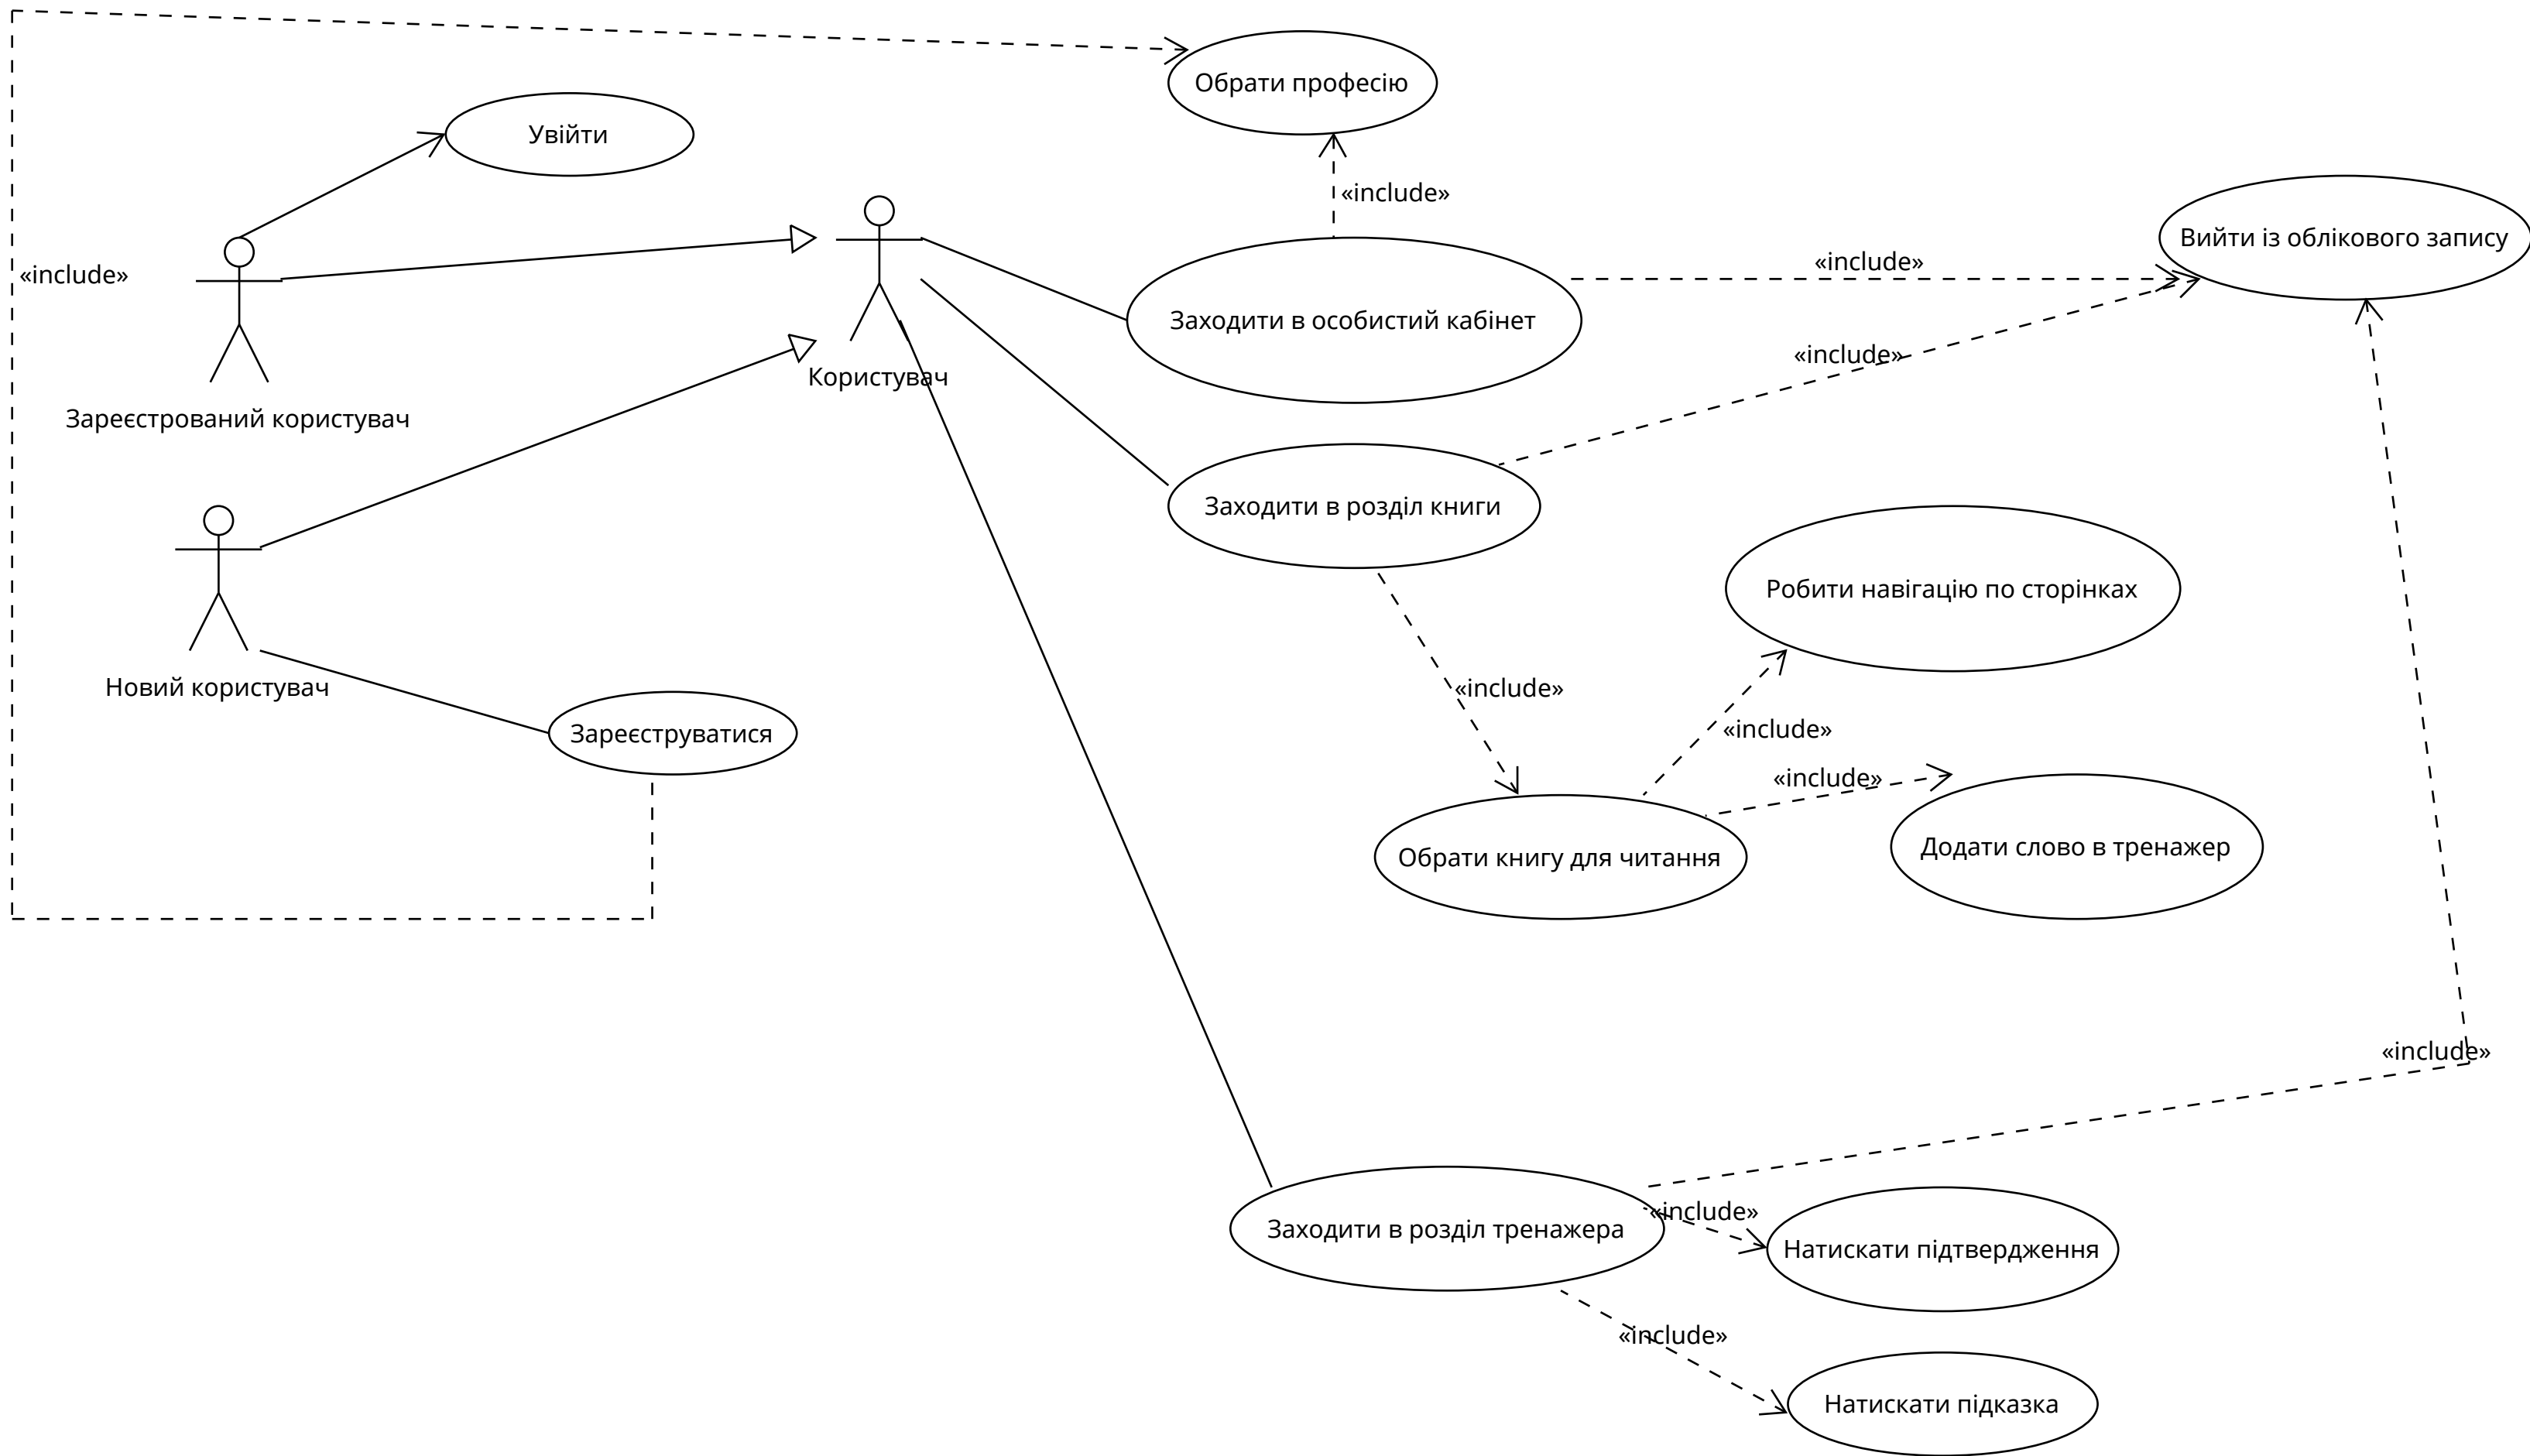 Обрати професію
Увійти
«include»
Вийти із облікового запису
«include»
«include»
Заходити в особистий кабінет
«include»
Користувач
Зареєстрований користувач
Заходити в розділ книги
Робити навігацію по сторінках
Новий користувач
«include»
«include»
Зареєструватися
«include»
Додати слово в тренажер
Обрати книгу для читання
«include»
«include»
Заходити в розділ тренажера
Натискати підтвердження
«include»
Натискати підказка